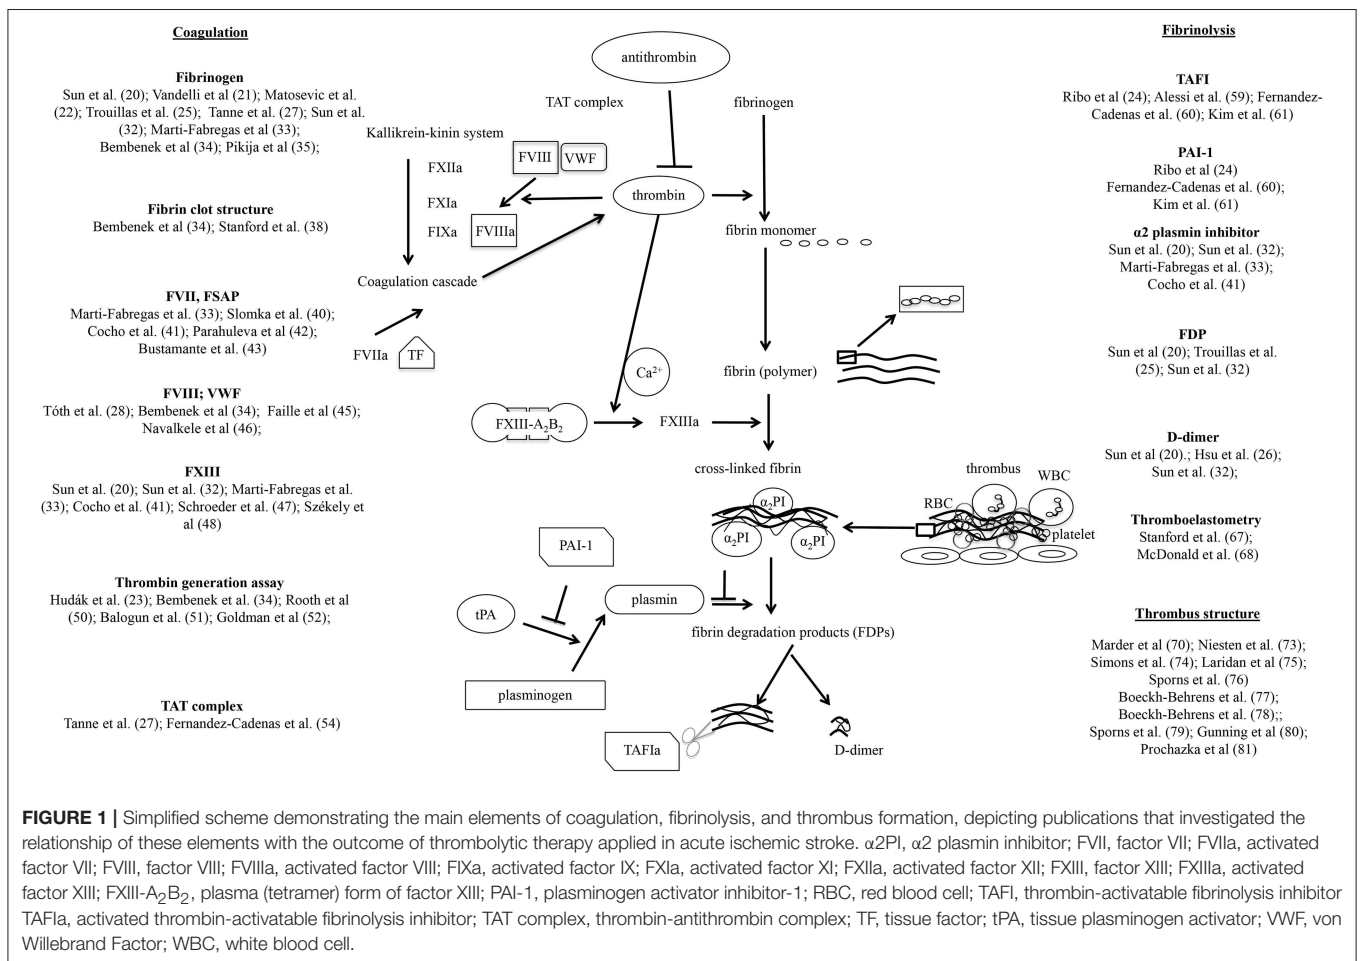 Coagulation
Fibrinogen
Sun et al. (20); Vandelli et al (21); Matosevic et al.
(22); Trouillas et al. (25);  Tanne et al. (27); Sun et al.
(32); Marti-Fabregas et al (33);
Bembenek et al (34); Pikija et al (35);
Fibrin clot structure
Bembenek et al (34); Stanford et al. (38)
FVII, FSAP
Marti-Fabregas et al. (33); Slomka et al. (40);
Cocho et al. (41); Parahuleva et al (42);
Bustamante et al. (43)
FVIII; VWF
Tóth et al. (28); Bembenek et al (34);  Faille et al (45);
Navalkele et al (46);
FXIII
Sun et al. (20); Sun et al. (32); Marti-Fabregas et al.
(33); Cocho et al. (41); Schroeder et al. (47); Székely et
al (48)
Thrombin generation assay
Hudák et al. (23); Bembenek et al. (34); Rooth et al
(50); Balogun et al. (51); Goldman et al (52);
TAT complex
Tanne et al. (27); Fernandez-Cadenas et al. (54)
antithrombin
TAT complex
fibrinogen
Kallikrein-kinin system
FXIIa
FVIII
VWF
FXIa
thrombin
FIXa
FVIIIa
fibrin monomer
Coagulation cascade
FVIIa
TF
Ca2+
fibrin (polymer)
FXIII-A2B2
FXIIIa
cross-linked fibrin
thrombus
WBC
RBC
platelet
α2PI
α2PI
α2PI
PAI-1
tPA
plasmin
plasminogen
fibrin degradation products (FDPs)
TAFIa
D-dimer
Fibrinolysis
TAFI
Ribo et al (24); Alessi et al. (59); Fernandez-
Cadenas et al. (60); Kim et al. (61)
PAI-1
Ribo et al (24)
Fernandez-Cadenas et al. (60);
Kim et al. (61)
α2 plasmin inhibitor
Sun et al. (20); Sun et al. (32);
Marti-Fabregas et al. (33);
Cocho et al. (41)
FDP
Sun et al (20); Trouillas et al.
(25); Sun et al. (32)
D-dimer
Sun et al (20).; Hsu et al. (26);
Sun et al. (32);
Thromboelastometry
Stanford et al. (67);
McDonald et al. (68)
Thrombus structure
Marder et al (70); Niesten et al. (73);
Simons et al. (74); Laridan et al (75);
Sporns et al. (76)
Boeckh-Behrens et al. (77);
Boeckh-Behrens et al. (78);;
Sporns et al. (79); Gunning et al (80);
Prochazka et al (81)
FIGURE 1 | Simplified scheme demonstrating the main elements of coagulation, fibrinolysis, and thrombus formation, depicting publications that investigated the
relationship of these elements with the outcome of thrombolytic therapy applied in acute ischemic stroke. α2PI, α2 plasmin inhibitor; FVII, factor VII; FVIIa, activated
factor VII; FVIII, factor VIII; FVIIIa, activated factor VIII; FIXa, activated factor IX; FXIa, activated factor XI; FXIIa, activated factor XII; FXIII, factor XIII; FXIIIa, activated
factor XIII; FXIII-A2B2, plasma (tetramer) form of factor XIII; PAI-1, plasminogen activator inhibitor-1; RBC, red blood cell; TAFI, thrombin-activatable fibrinolysis inhibitor
TAFIa, activated thrombin-activatable fibrinolysis inhibitor; TAT complex, thrombin-antithrombin complex; TF, tissue factor; tPA, tissue plasminogen activator; VWF, von
Willebrand Factor; WBC, white blood cell.